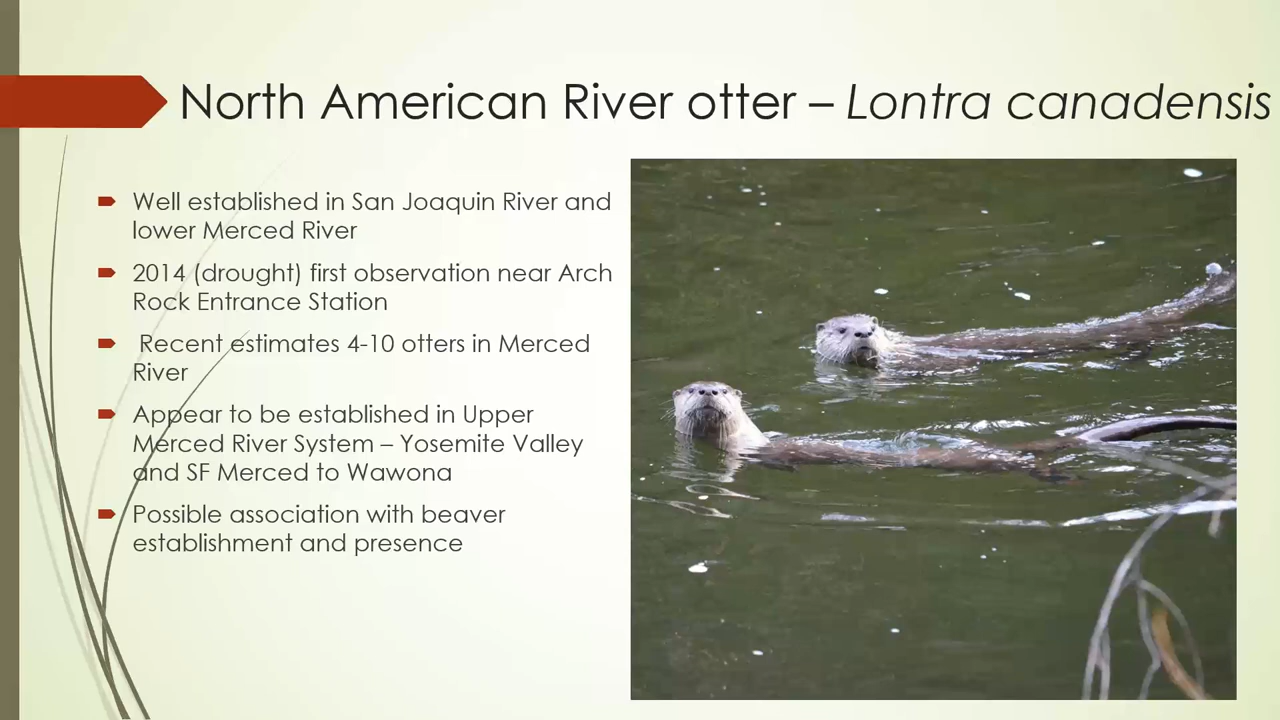 North American River otter – Lontra canadensis
Well established in San Joaquin River and
lower Merced River
2014 (drought) first observation near Arch
Rock Entrance Station
Recent estimates 4-10 otters in Merced
River
Appear to be established in Upper
Merced River System – Yosemite Valley
and SF Merced to Wawona
Possible association with beaver
establishment and presence